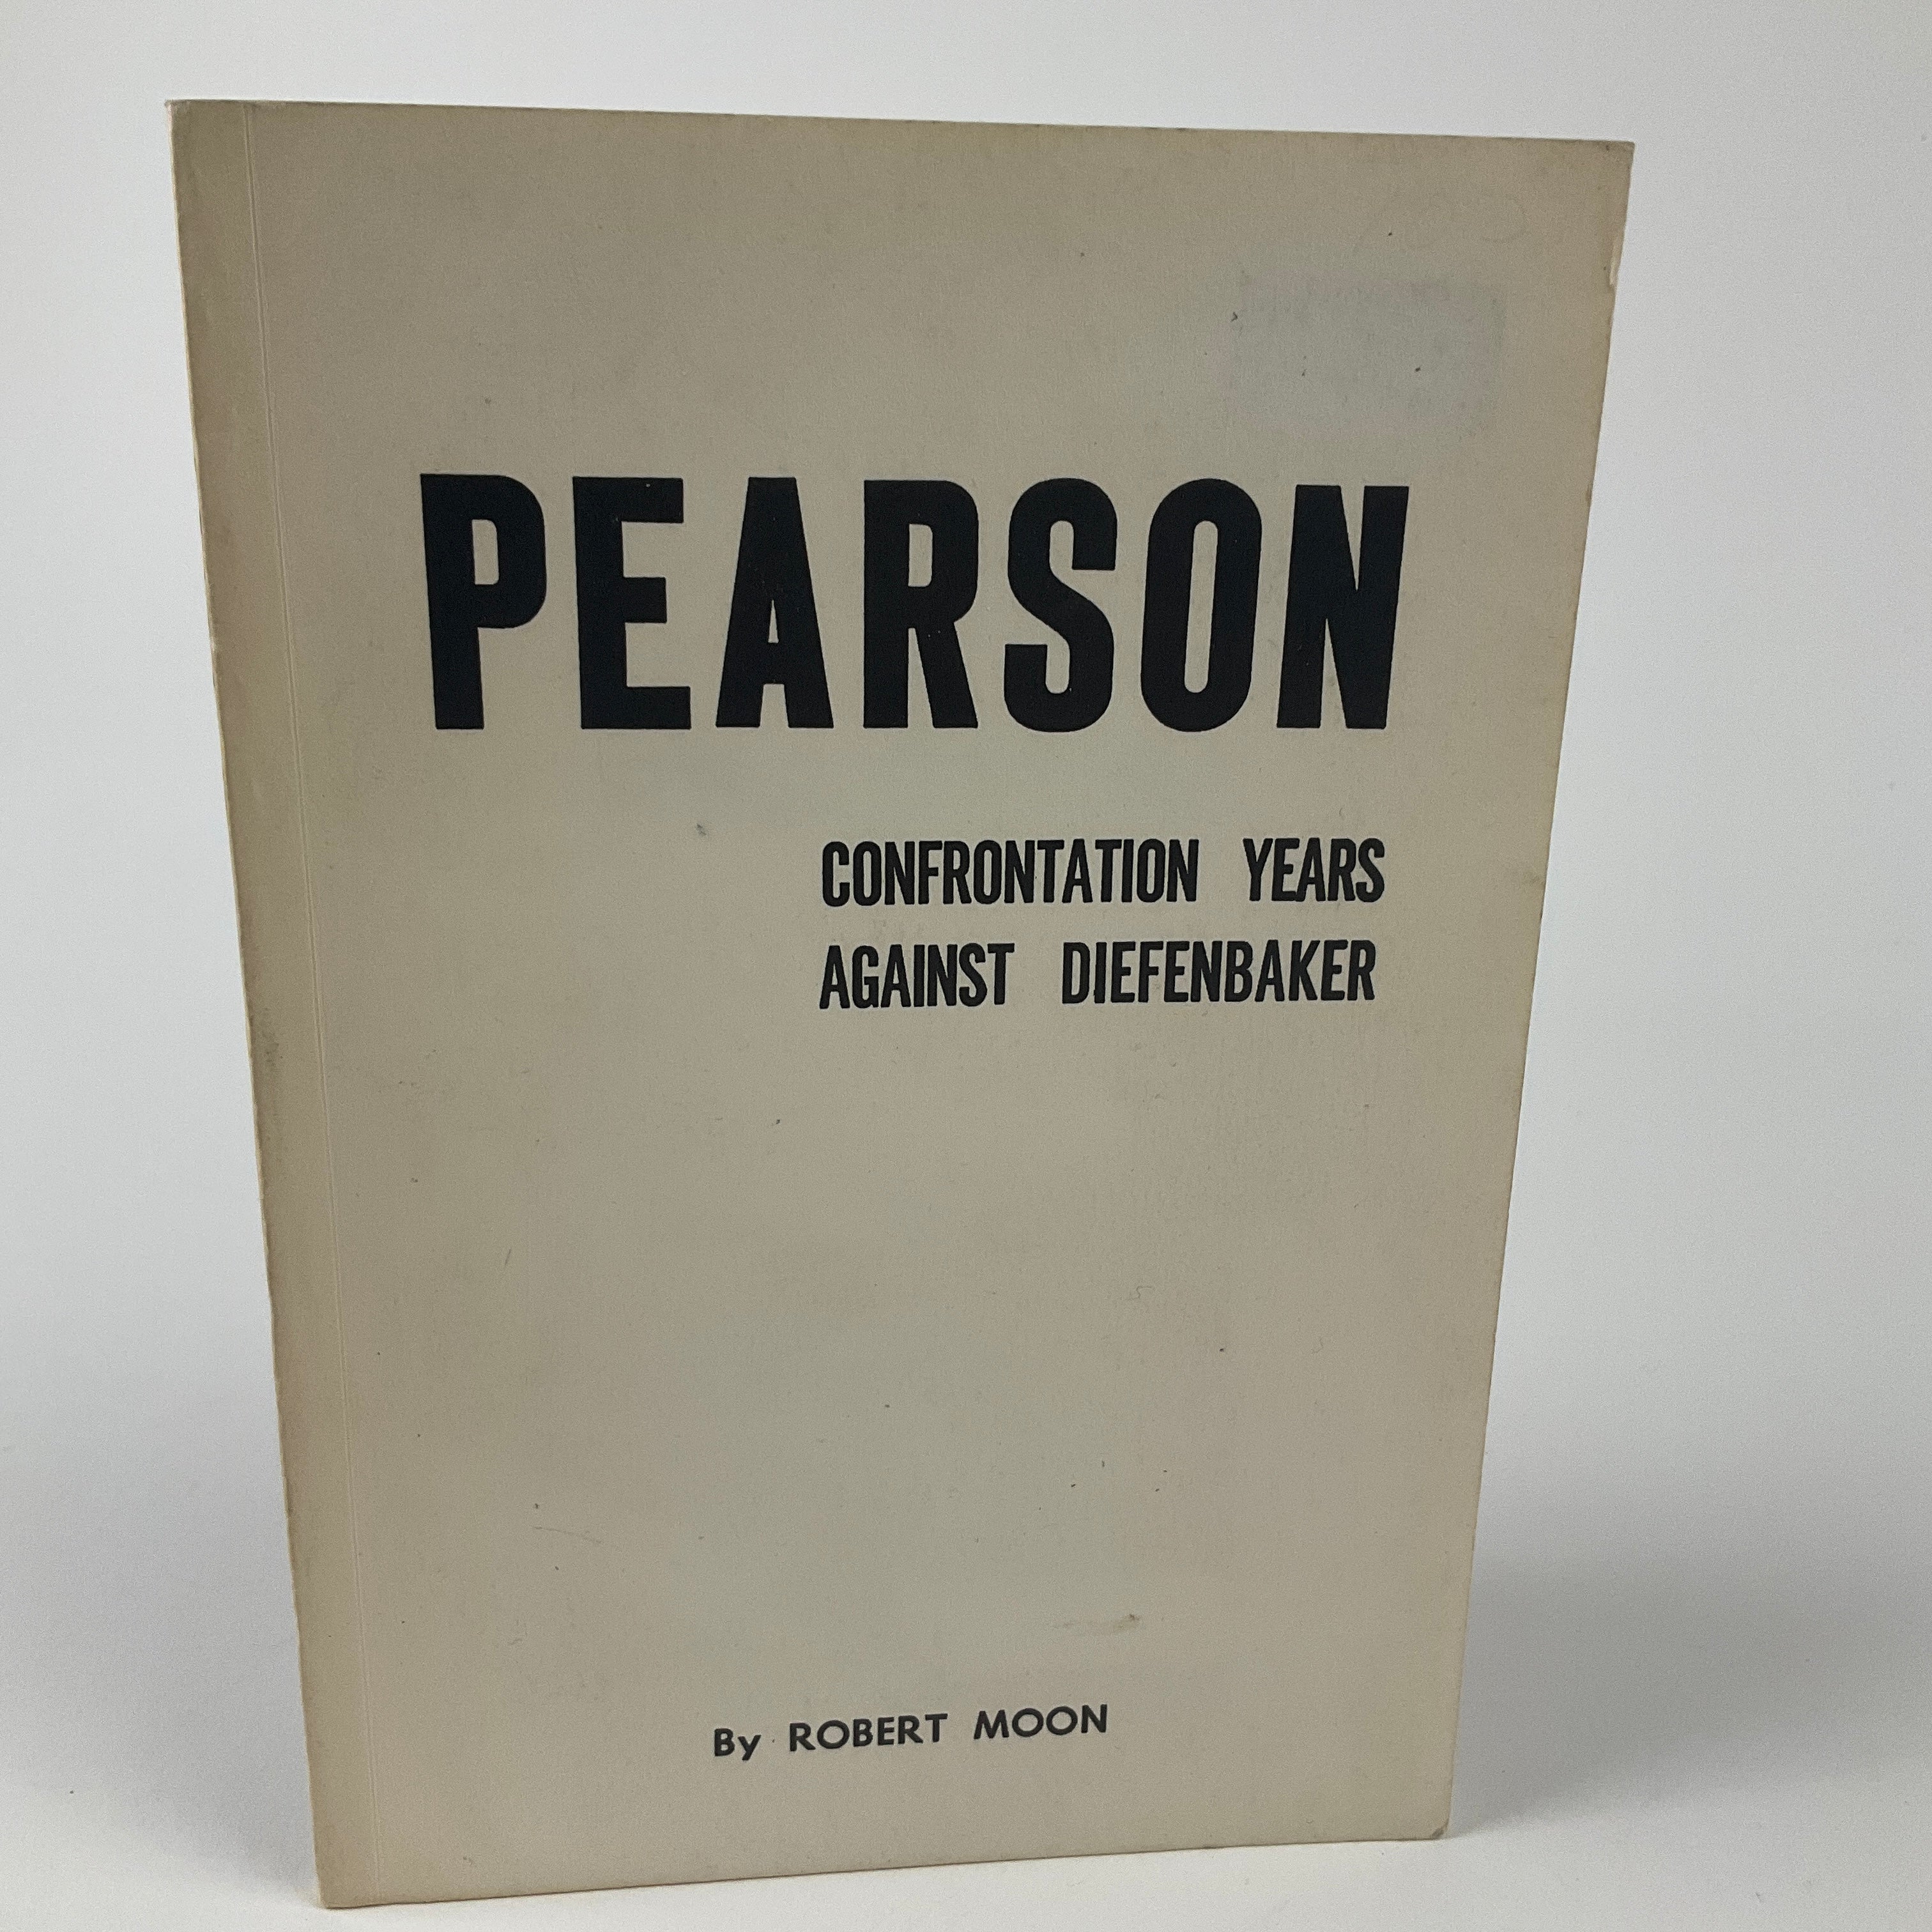 PEARSON
CONFRONTATION YEARS
AGAINST DIEFENBAKER
By ROBERT MOON